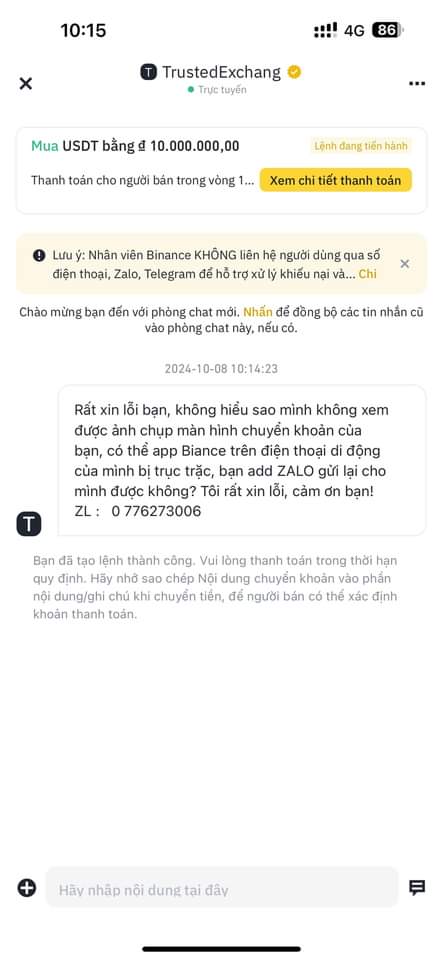 10:15
4G 86
T TrustedExchang
Trực tuyến
Mua USDT bằng ₫ 10.000.000,00
Lệnh đang tiến hành
Thanh toán cho người bán trong vòng 1...
Xem chi tiết thanh toán
Lưu ý: Nhân viên Binance KHÔNG liên hệ người dùng qua số
điện thoại, Zalo, Telegram để hỗ trợ xử lý khiếu nại và... Chi
Chào mừng bạn đến với phòng chat mới. Nhấn để đồng bộ các tin nhắn cũ
vào phòng chat này, nếu có.
2024-10-08 10:14:23
Rất xin lỗi bạn, không hiểu sao mình không xem
được ảnh chụp màn hình chuyển khoản của
bạn, có thể app Biance trên điện thoại di động
của mình bị trục trặc, bạn add ZALO gửi lại cho
mình được không? Tôi rất xin lỗi, cảm ơn bạn!
ZL : 0 776273006
T
Bạn đã tạo lệnh thành công. Vui lòng thanh toán trong thời hạn
quy định. Hãy nhớ sao chép Nội dung chuyển khoản vào phần
nội dung/ghi chú khi chuyển tiền, để người bán có thể xác định
khoản thanh toán.
Hãy nhập nội dung tại đây